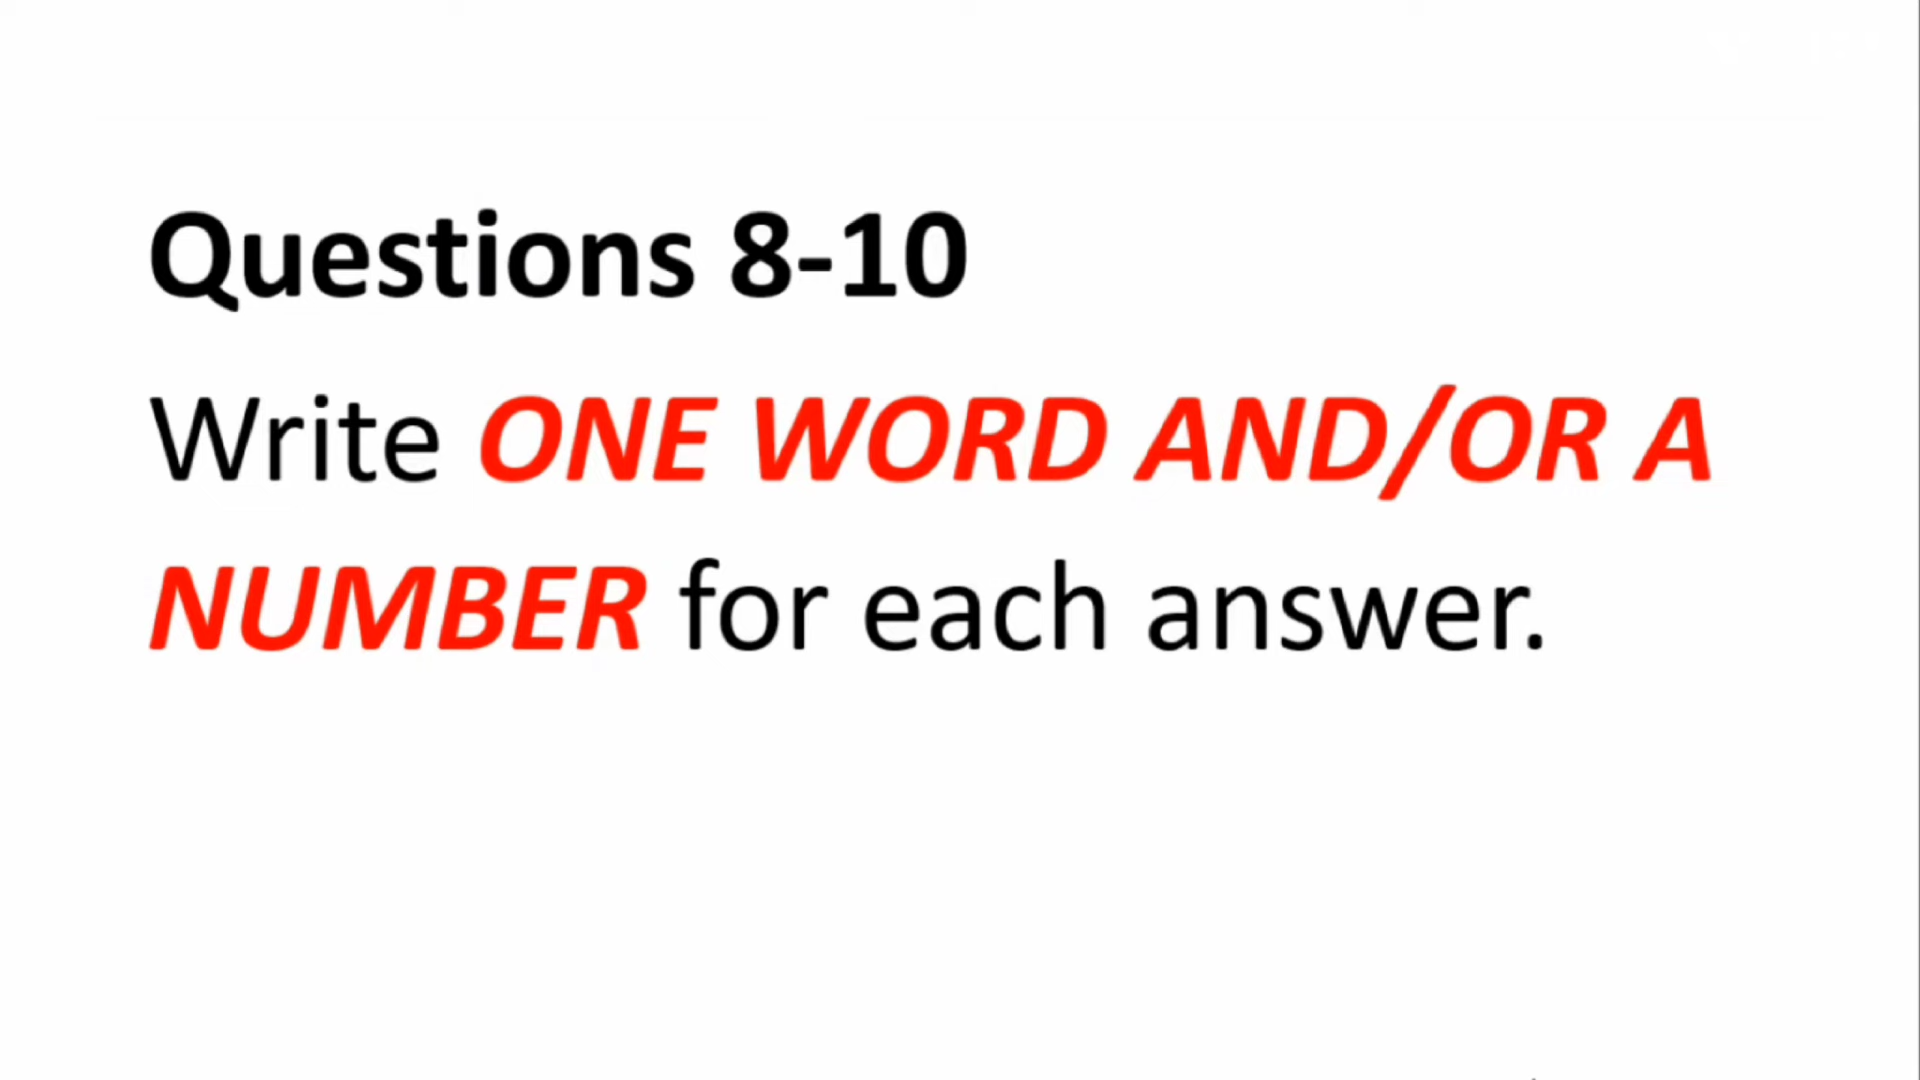 Questions 8-10
Write ONE WORD AND/OR A
NUMBER for each answer.